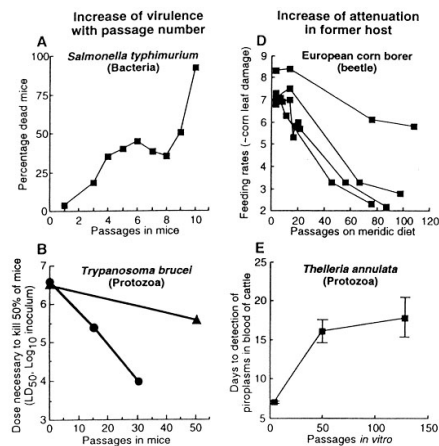 Increase of virulence
with passage number
A
Salmonella typhimurium
(Bacteria)
Percentage dead mice
100
75
50
25
0
0 2 4 6 8 10
Passages in mice
B
Trypanosoma brucei
(Protozoa)
Dose necessary to kill 50% of mice
(LD50, Log10 inoculum)
7
6
5
4
3
0 10 20 30 40 50
Passages in mice
Increase of attenuation
in former host
D
European corn borer
(beetle)
Feeding rates (~corn leaf damage)
9
8
7
6
5
4
3
2
0 20 40 60 80 100 120
Passages on meridic diet
E
Thelleria annulata
(Protozoa)
Days to detection of
piroplasms in blood of cattle
25
20
15
10
5
0 50 100 150
Passages in vitro